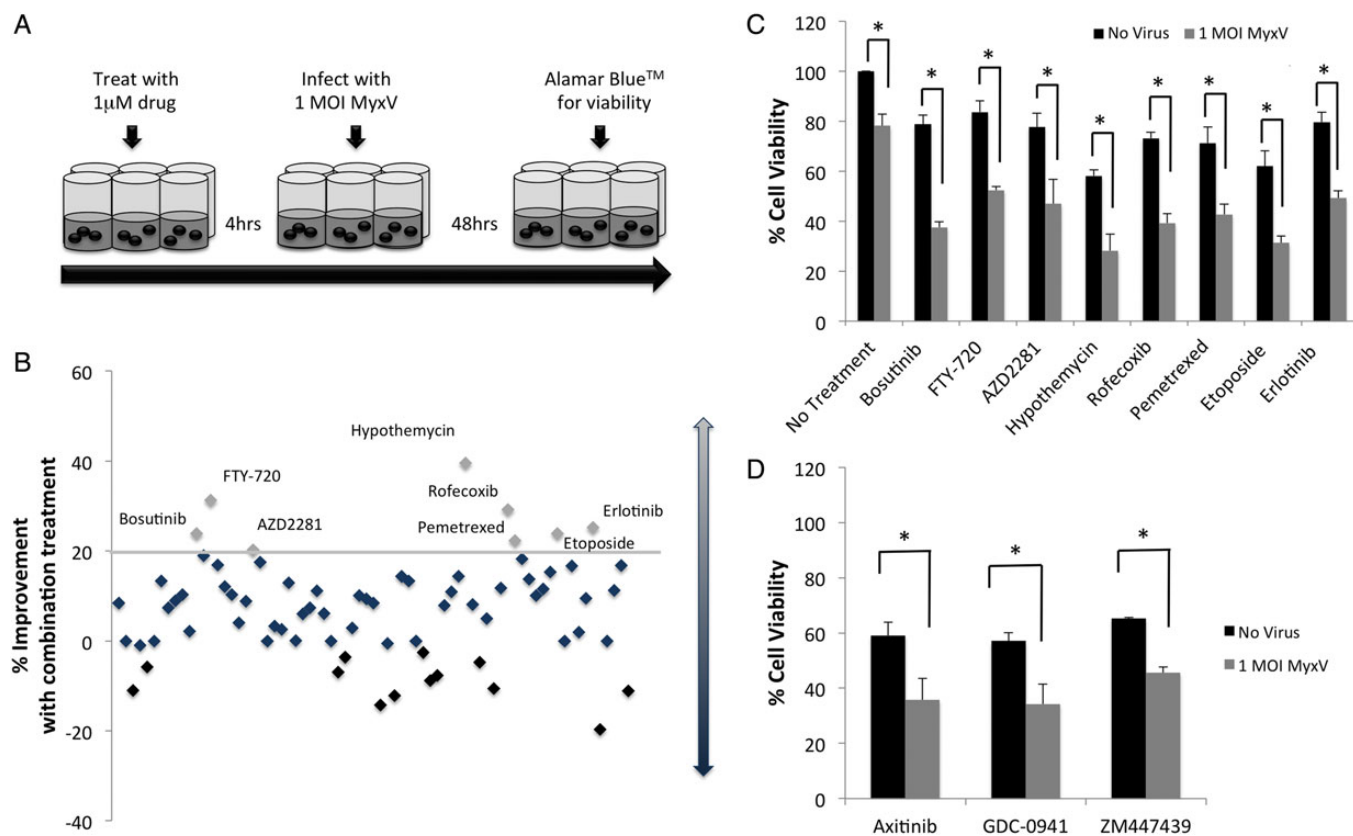 A
Treat with
1μM drug
Infect with
1 MOI MyxV
Alamar Blue™
for viability
4hrs
48hrs
B
% Improvement
with combination treatment
60
40
20
0
-20
-40
Hypothemycin
FTY-720
Rofecoxib
Bosutinib
AZD2281
Pemetrexed
Erlotinib
Etoposide
C
% Cell Viability
120
100
80
60
40
20
0
No Virus
1 MOI MyxV
*
*
*
*
*
*
*
*
*
No Treatment
Bosutinib
FTY-720
AZD2281
Hypothemycin
Rofecoxib
Pemetrexed
Etoposide
Erlotinib
D
% Cell Viability
120
100
80
60
40
20
0
*
*
*
No Virus
1 MOI MyxV
Axitinib
GDC-0941
ZM447439